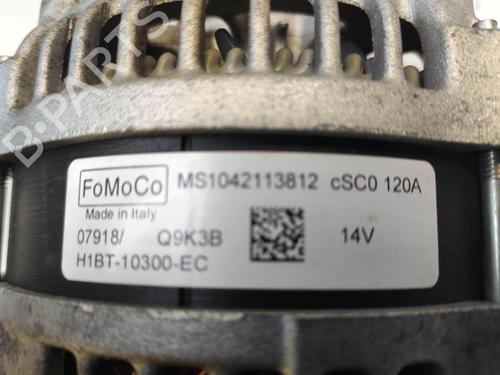 B-PARTS
FoMoCo MS1042113812 cSC0 120A
Made in Italy
07918/ Q9K3B 14V
H1BT-10300-EC